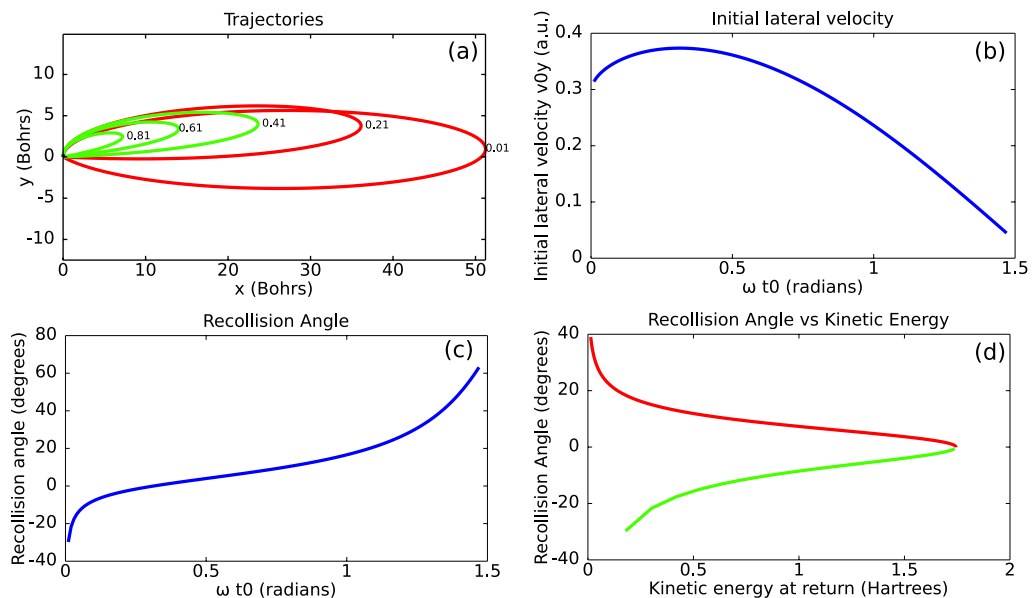 Trajectories
(a)
15
10
5
0
-5
-10
y (Bohrs)
0.81
0.61
0.41
0.21
0.01
0 10 20 30 40 50
x (Bohrs)
Initial lateral velocity
(b)
0.4
0.3
0.2
0.1
0
Initial lateral velocity v0y (a.u.)
0 0.5 1 1.5
ω t0 (radians)
Recollision Angle
(c)
80
60
40
20
0
-20
-40
Recollision angle (degrees)
0 0.5 1 1.5
ω t0 (radians)
Recollision Angle vs Kinetic Energy
(d)
40
20
0
-20
-40
Recollision Angle (degrees)
0 0.5 1 1.5 2
Kinetic energy at return (Hartrees)